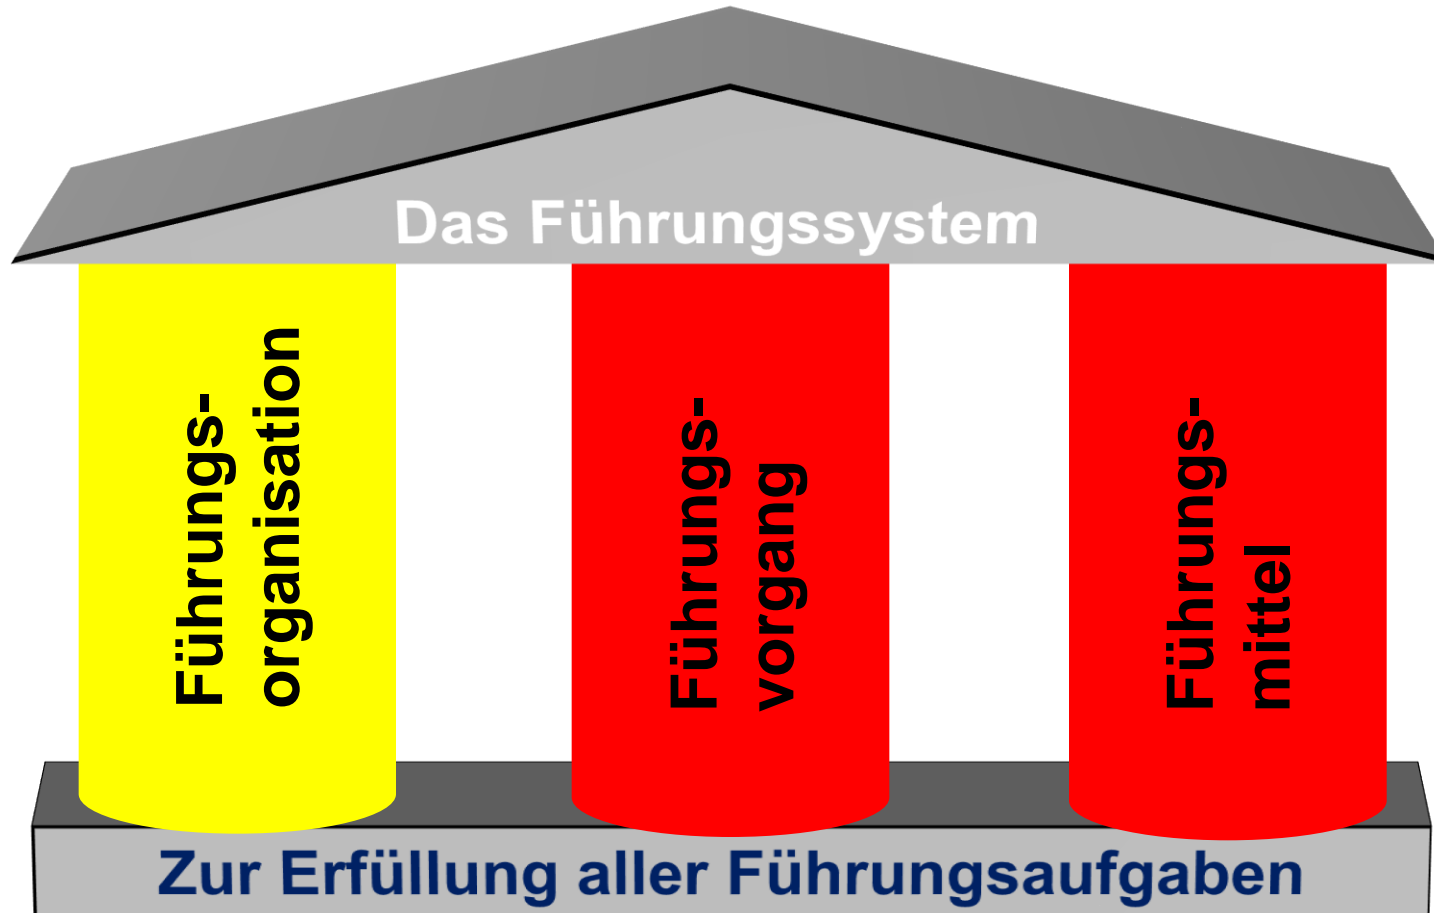 Das Führungssystem
Führungs-
organisation
Führungs-
vorgang
Führungs-
mittel
Zur Erfüllung aller Führungsaufgaben